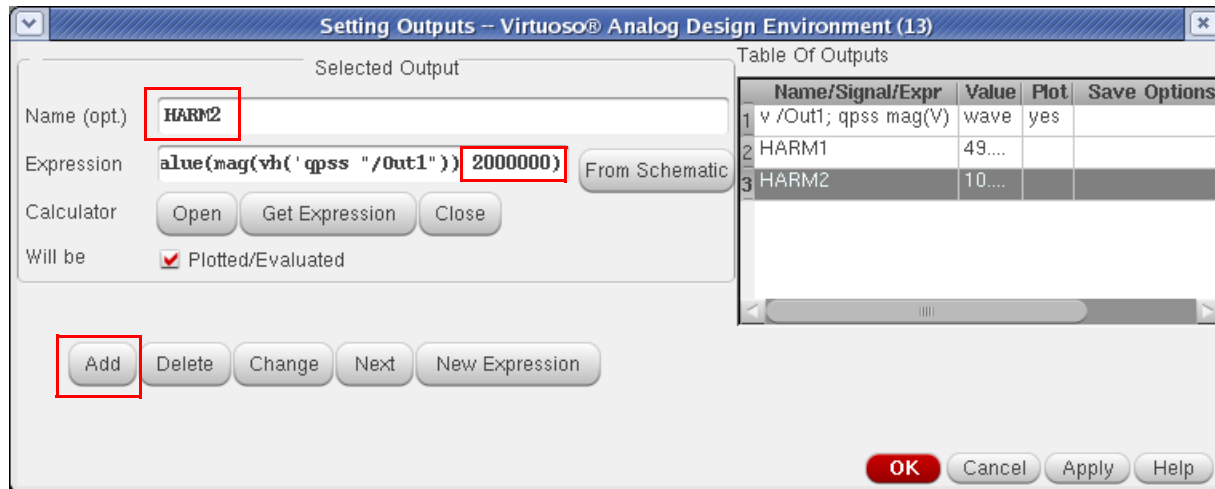 Setting Outputs -- Virtuoso® Analog Design Environment (13)
Selected Output
Name (opt.) HARM2
Expression alue(mag(vh('qpss "/Out1")) 2000000) From Schematic
Calculator Open Get Expression Close
Will be Plotted/Evaluated
Add Delete Change Next New Expression
Table Of Outputs
Name/Signal/Expr Value Plot Save Options
1 v /Out1; qpss mag(V) wave yes
2 HARM1 49....
3 HARM2 10....
OK Cancel Apply Help